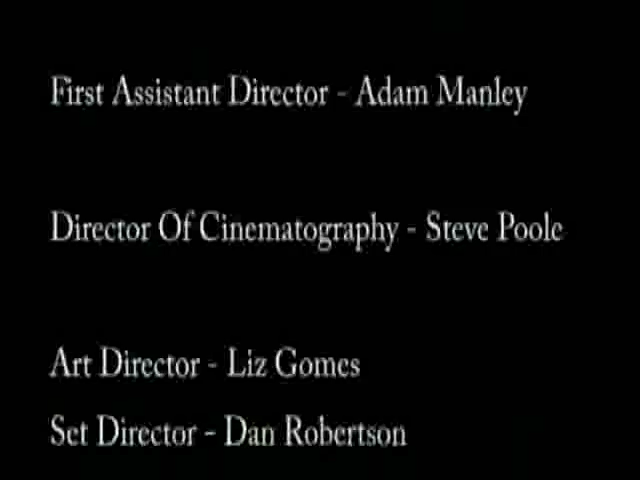 First Assistant Director - Adam Manley
Director Of Cinematography - Steve Poole
Art Director - Liz Gomes
Set Director - Dan Robertson